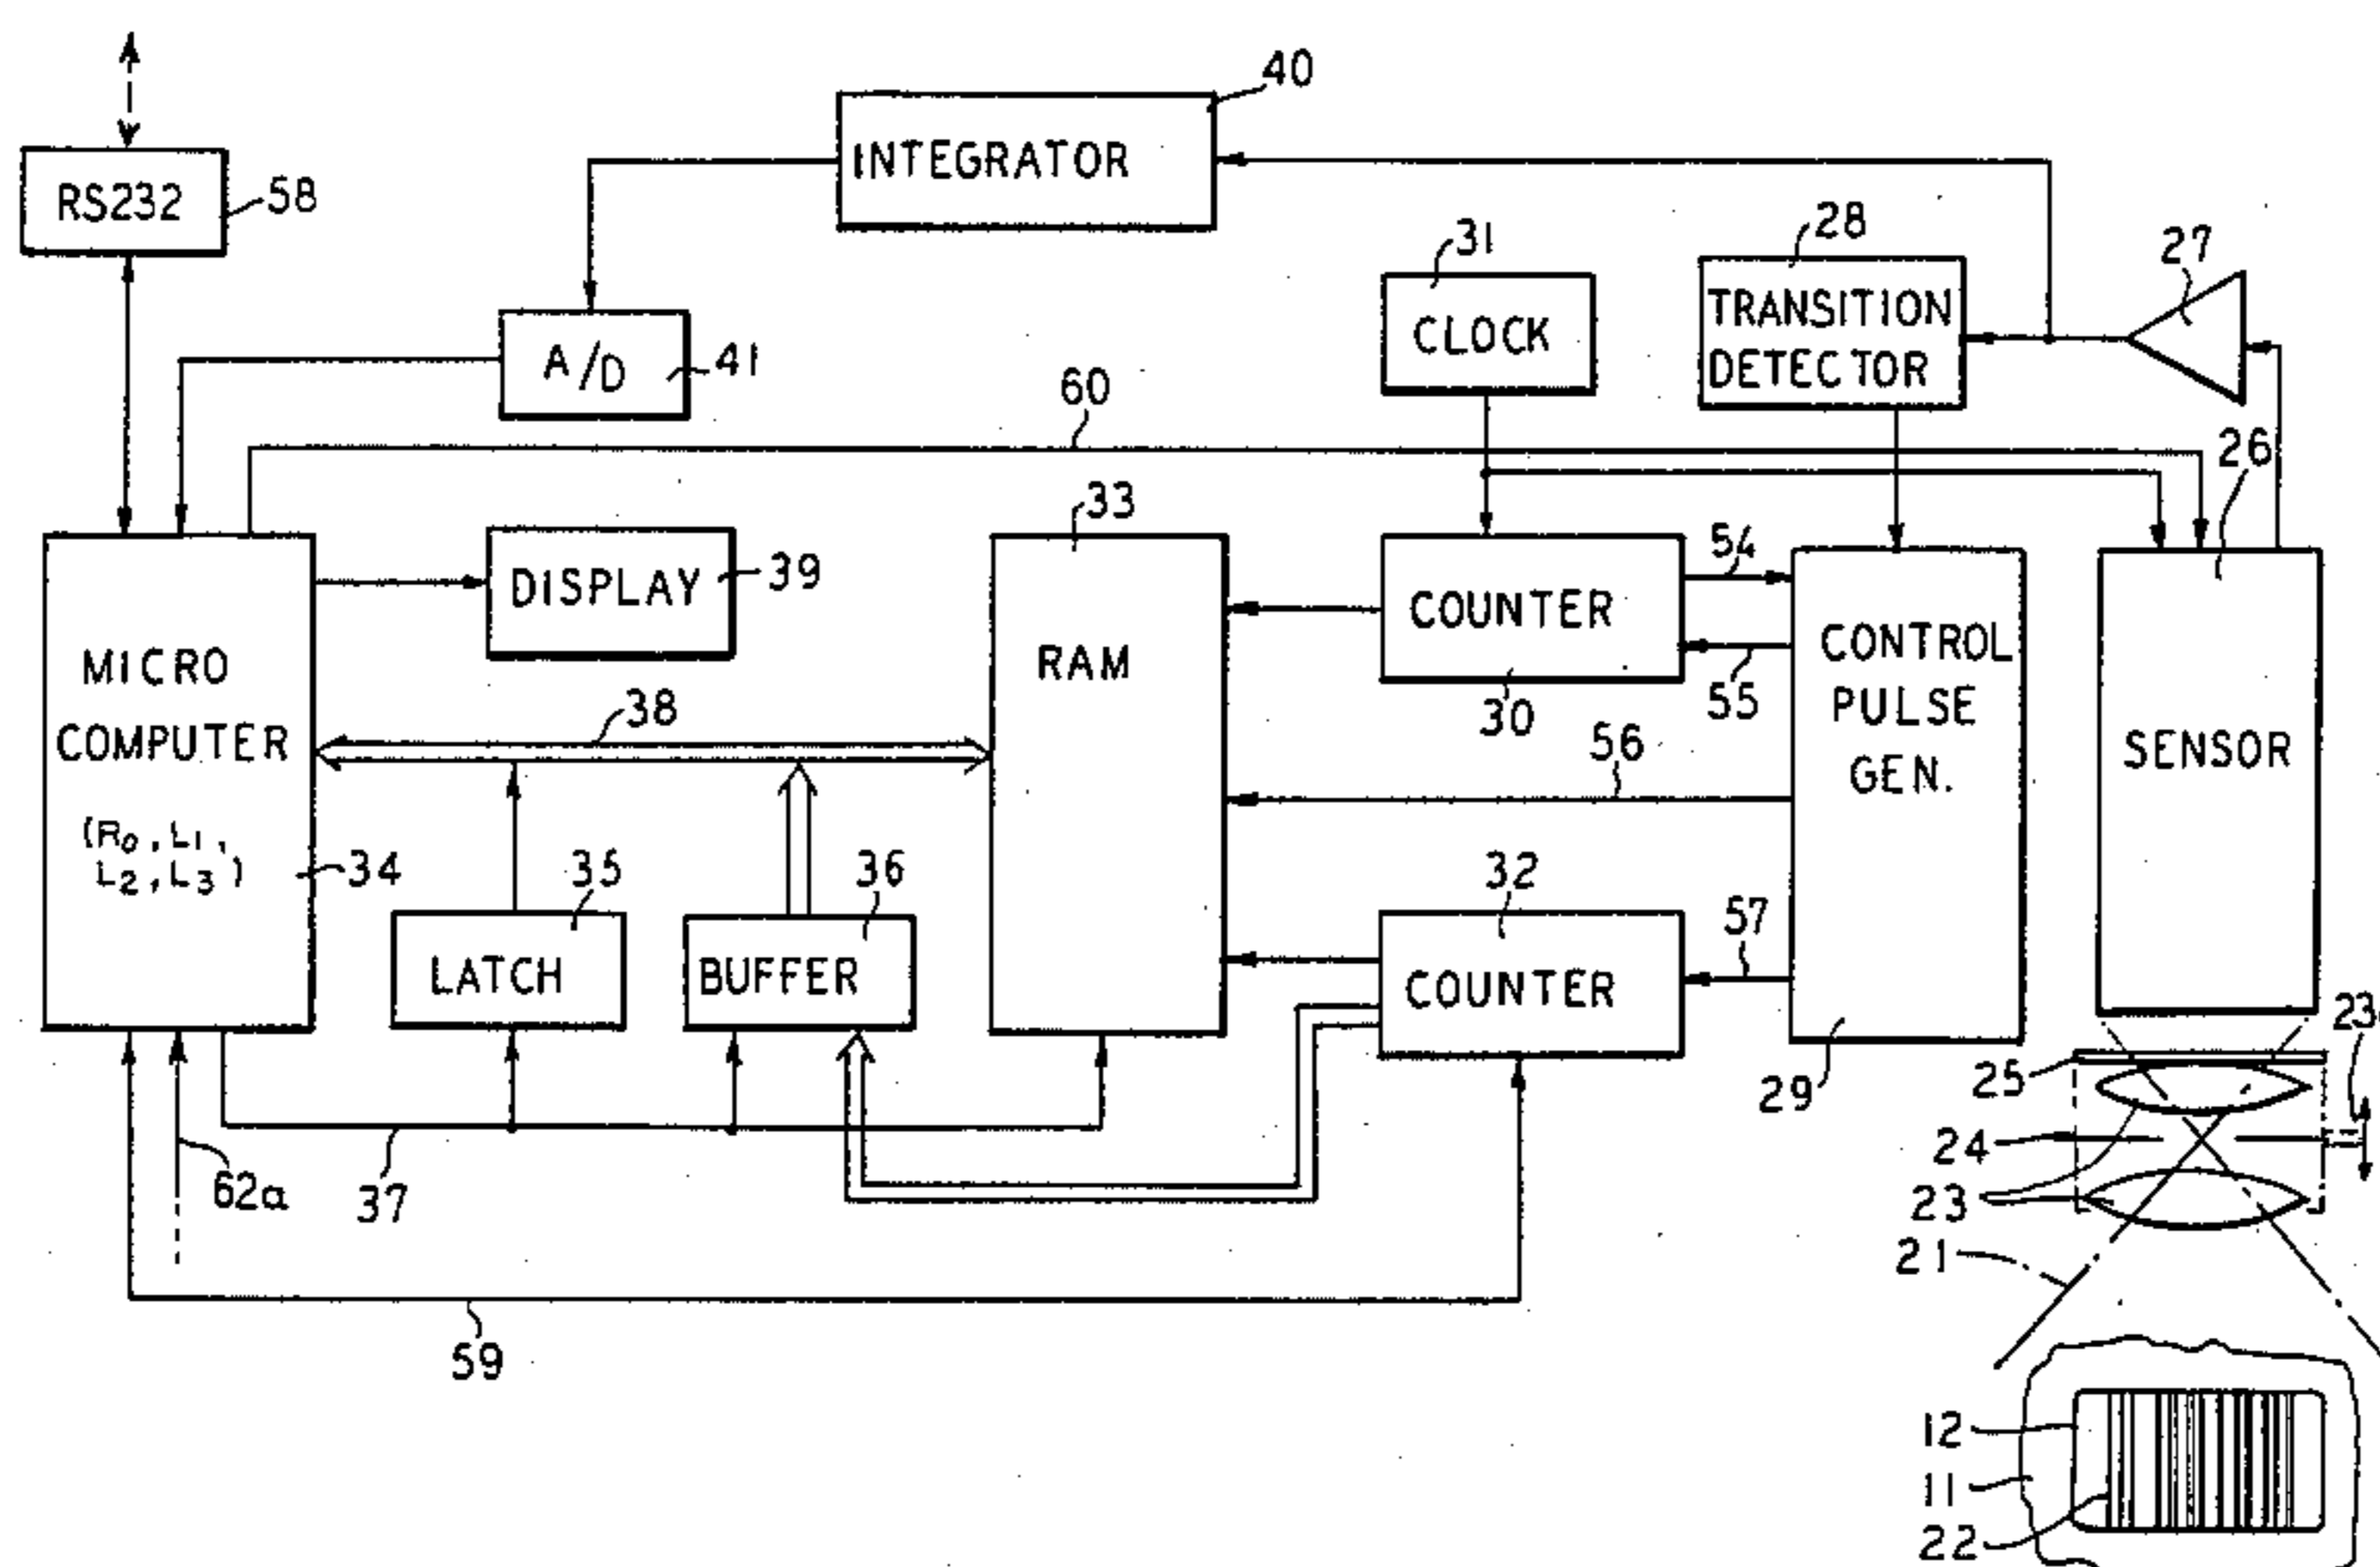 40
INTEGRATOR
RS232
58
31
28
27
CLOCK
TRANSITION
DETECTOR
A/D
41
60
26
33
54
DISPLAY
39
COUNTER
MICRO
COMPUTER
RAM
CONTROL
PULSE
GEN.
55
38
30
56
SENSOR
(R0, L1,
L2, L3)
34
35
36
32
57
LATCH
BUFFER
COUNTER
29
25
23
24
62a
37
23
21
59
12
11
22